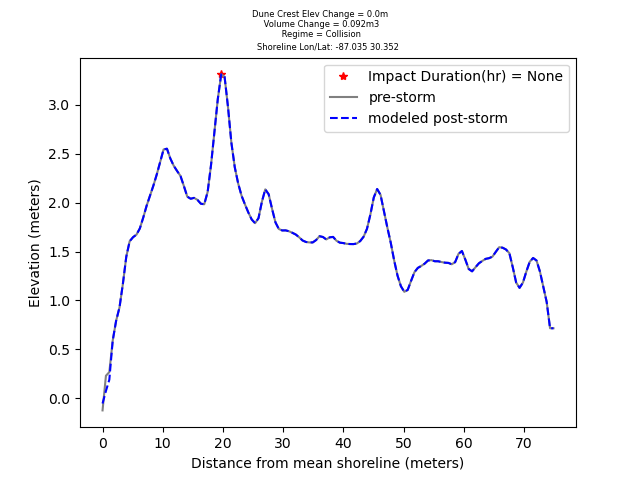 Dune Crest Elev Change = 0.0m
Volume Change = 0.092m3
Regime = Collision
Shoreline Lon/Lat: -87.035 30.352
Impact Duration(hr) = None
pre-storm
modeled post-storm
Elevation (meters)
3.0
2.5
2.0
1.5
1.0
0.5
0.0
0 10 20 30 40 50 60 70
Distance from mean shoreline (meters)